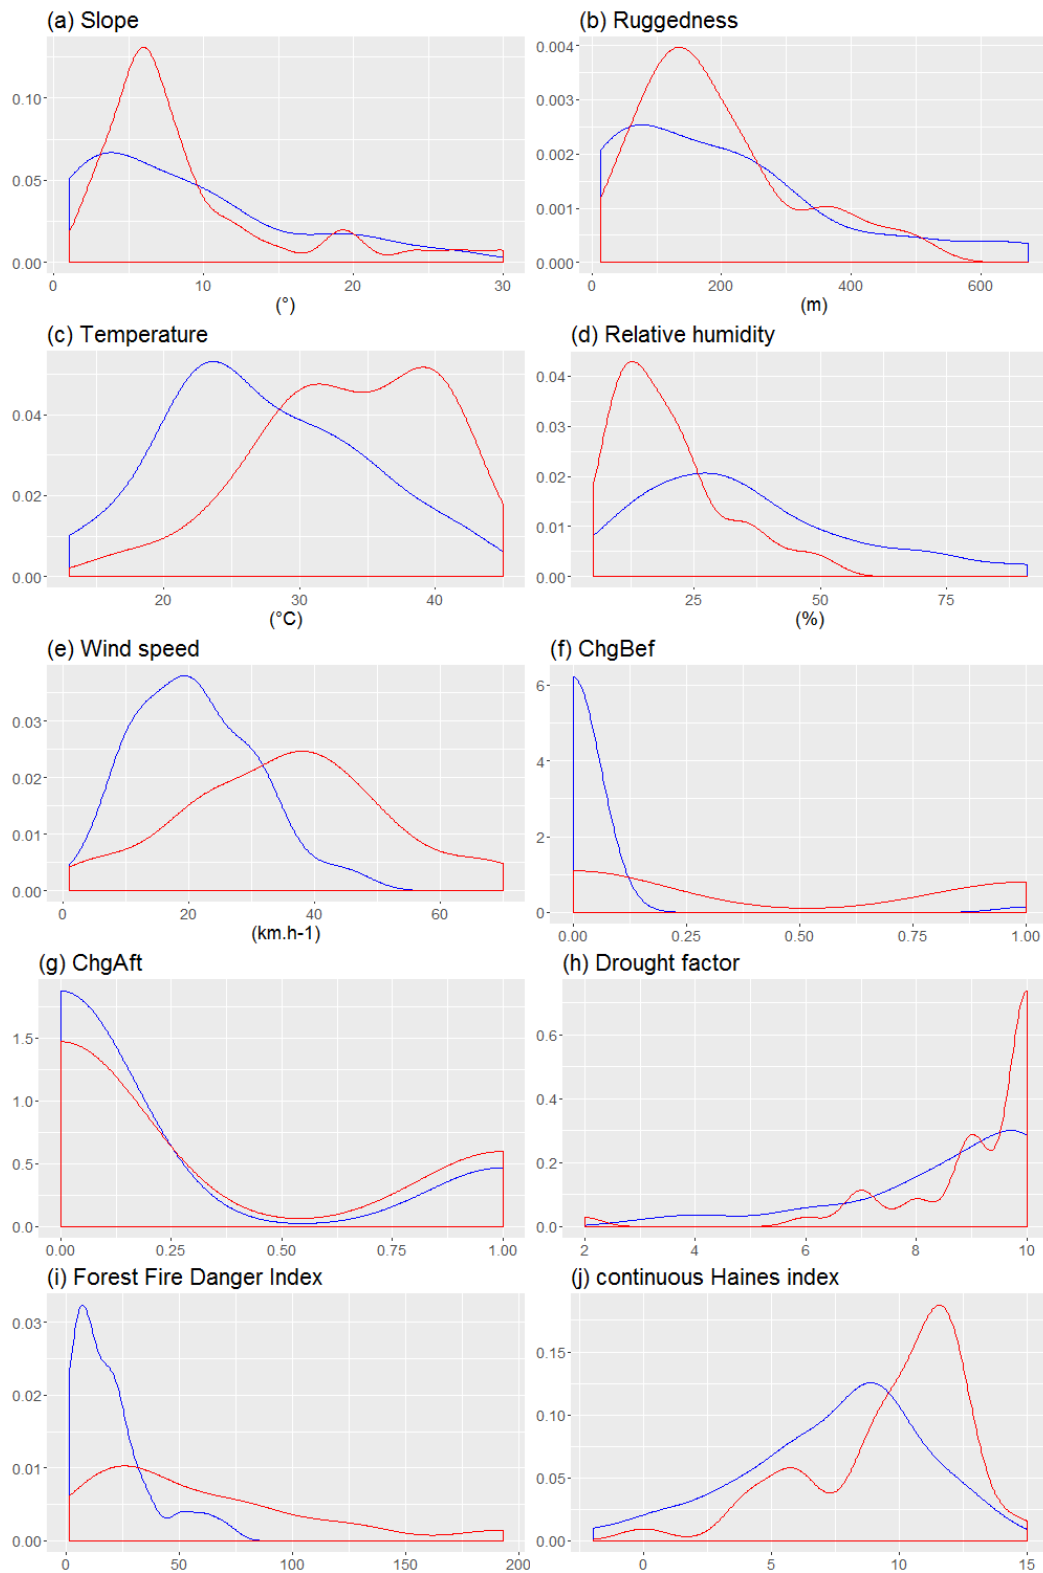 (a) Slope
0.10
0.05
0.00
0 10 20 30
(°)
(b) Ruggedness
0.004
0.003
0.002
0.001
0.000
0 200 400 600
(m)
(c) Temperature
0.04
0.02
0.00
20 30 40
(°C)
(d) Relative humidity
0.04
0.03
0.02
0.01
0.00
25 50 75
(%)
(e) Wind speed
0.03
0.02
0.01
0.00
0 20 40 60
(km.h-1)
(f) ChgBef
6
4
2
0
0.00 0.25 0.50 0.75 1.00
(g) ChgAft
1.5
1.0
0.5
0.0
0.00 0.25 0.50 0.75 1.00
(h) Drought factor
0.6
0.4
0.2
0.0
2 4 6 8 10
(i) Forest Fire Danger Index
0.03
0.02
0.01
0.00
0 50 100 150 200
(j) continuous Haines index
0.15
0.10
0.05
0.00
0 5 10 15